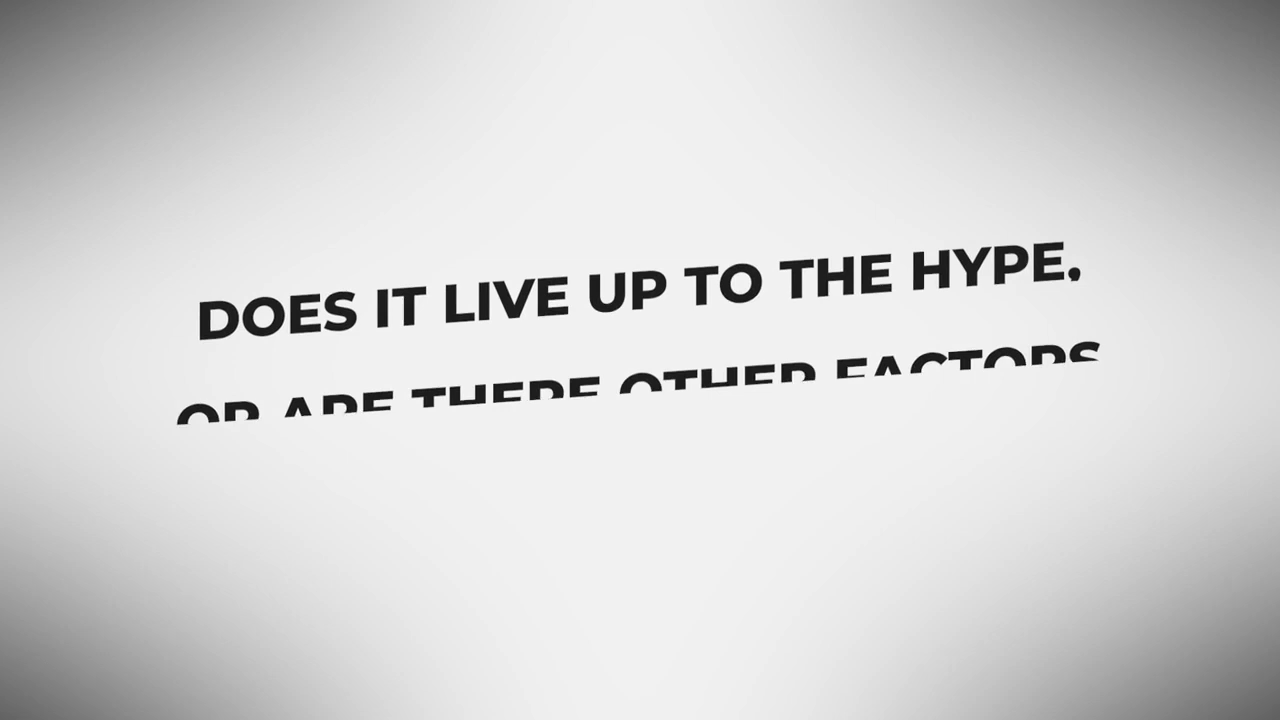 DOES IT LIVE UP TO THE HYPE,
OR ARE THERE OTHER FACTORS